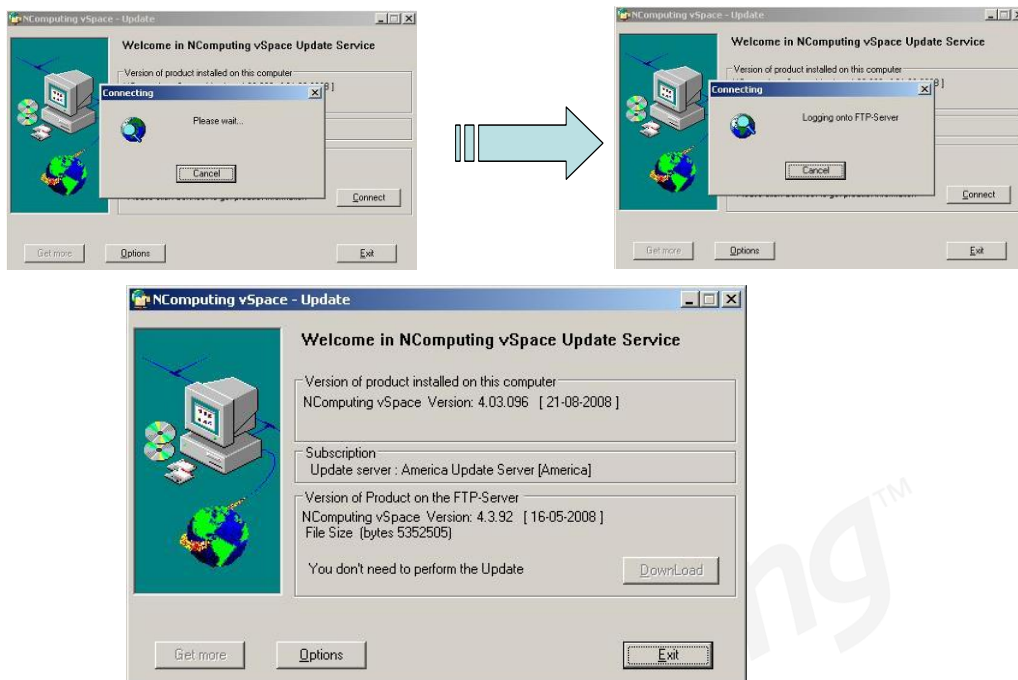 NComputing vSpace - Update
Welcome in NComputing vSpace Update Service
Version of product installed on this computer
Connecting
Please wait...
Cancel
Connect
Get more
Options
Exit
NComputing vSpace - Update
Welcome in NComputing vSpace Update Service
Version of product installed on this computer
Connecting
Logging onto FTP-Server
Cancel
Connect
Get more
Options
Exit
NComputing vSpace - Update
Welcome in NComputing vSpace Update Service
Version of product installed on this computer
NComputing vSpace Version: 4.03.096 [ 21-08-2008 ]
Subscription
Update server : America Update Server [America]
Version of Product on the FTP-Server
NComputing vSpace Version: 4.3.92 [ 16-05-2008 ]
File Size (bytes 5352505)
You don't need to perform the Update
DownLoad
Get more
Options
Exit
ng™